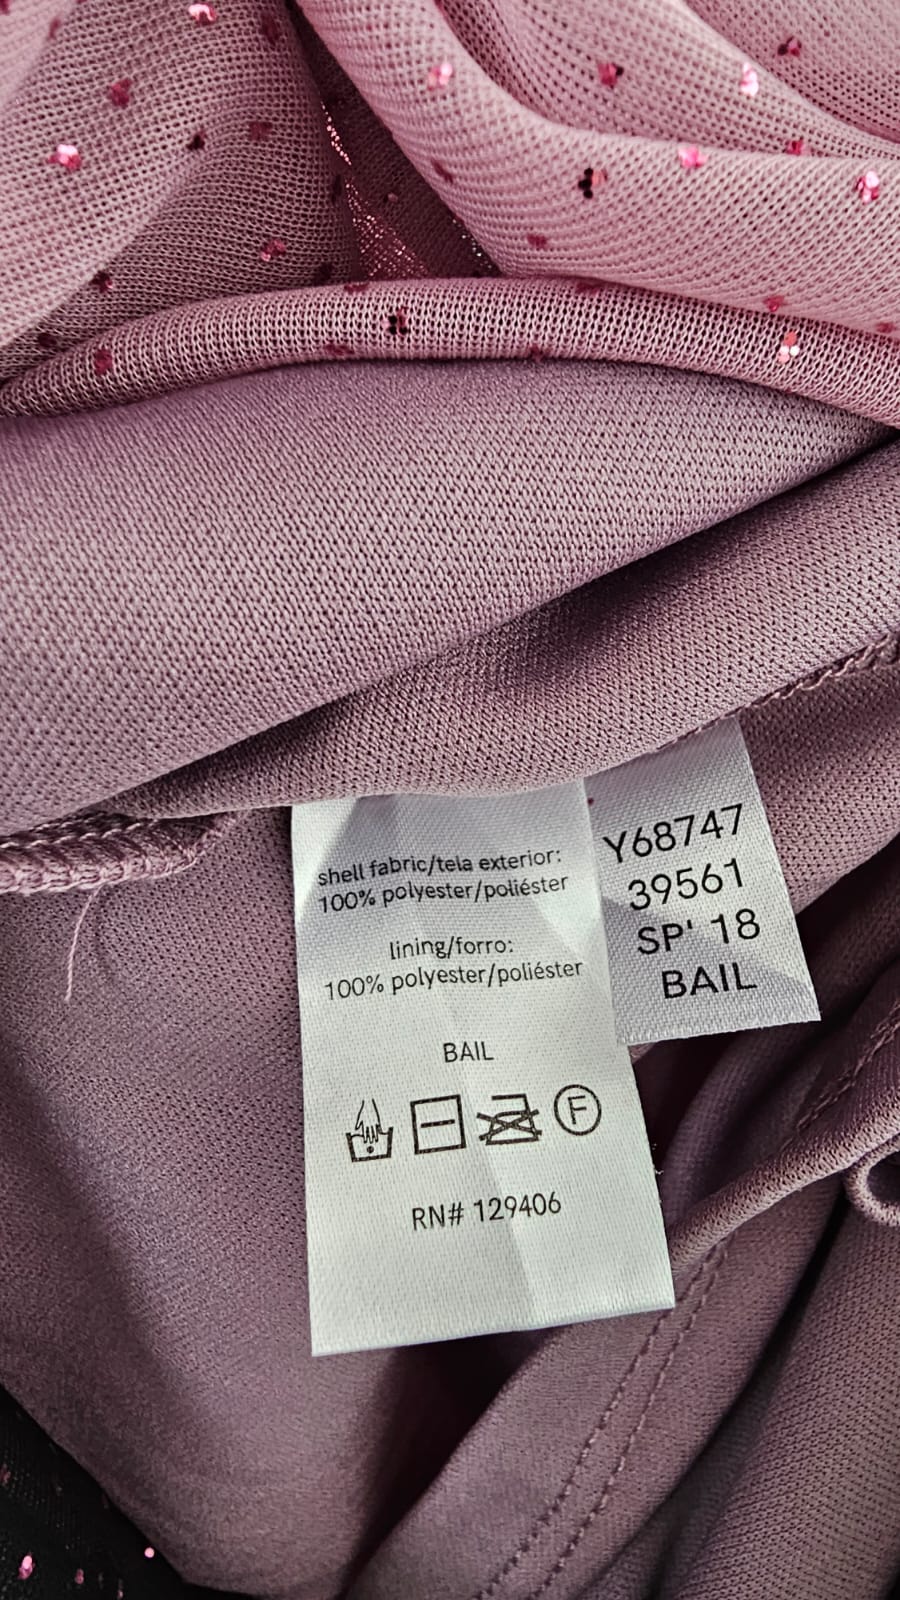 shell fabric/tela exterior:
100% polyester/poliéster
lining/forro:
100% polyester/poliéster
BAIL
F
RN# 129406
Y68747
39561
SP' 18
BAIL